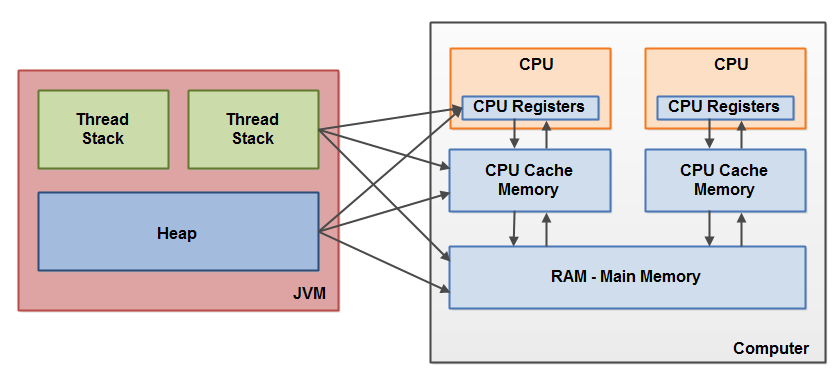 Thread
Stack
Thread
Stack
Heap
JVM
CPU
CPU Registers
CPU Cache
Memory
CPU
CPU Registers
CPU Cache
Memory
RAM - Main Memory
Computer